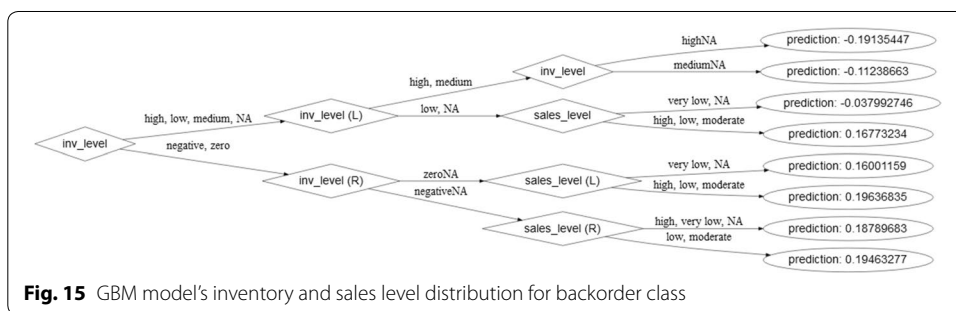 highNA
prediction: -0.19135447
inv_level
high, medium
mediumNA
prediction: -0.11238663
high, low, medium, NA
inv_level (L)
low, NA
very low, NA
prediction: -0.037992746
sales_level
high, low, moderate
prediction: 0.16773234
inv_level
negative, zero
very low, NA
prediction: 0.16001159
inv_level (R)
zeroNA
sales_level (L)
negativeNA
high, low, moderate
prediction: 0.19636835
high, very low, NA
prediction: 0.18789683
sales_level (R)
low, moderate
prediction: 0.19463277
Fig. 15 GBM model’s inventory and sales level distribution for backorder class